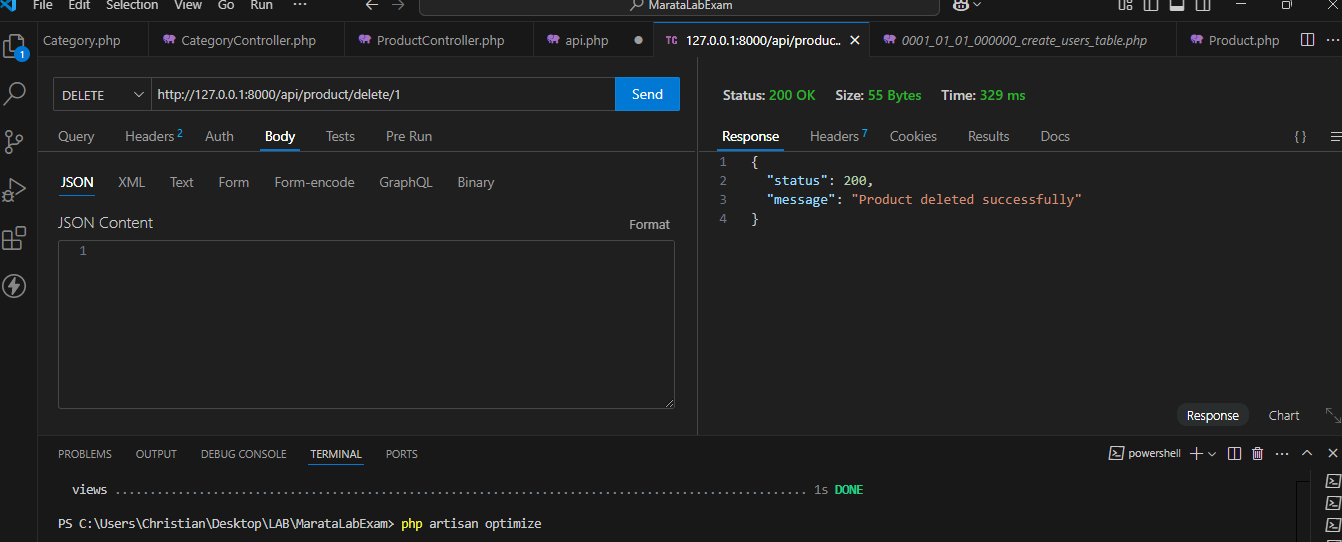 File Edit Selection View Go Run ··· ← → MarataLabExam
Category.php CategoryController.php ProductController.php api.php ● TC 127.0.0.1:8000/api/produc.. × 0001_01_01_000000_create_users_table.php Product.php ···
1
DELETE http://127.0.0.1:8000/api/product/delete/1 Send
Status: 200 OK Size: 55 Bytes Time: 329 ms
Query Headers 2 Auth Body Tests Pre Run
Response Headers 7 Cookies Results Docs { }
JSON XML Text Form Form-encode GraphQL Binary
JSON Content Format
1
1 {
2 "status": 200,
3 "message": "Product deleted successfully"
4 }
Response Chart
PROBLEMS OUTPUT DEBUG CONSOLE TERMINAL PORTS powershell
views .................................................................................................... 1s DONE
PS C:\Users\Christian\Desktop\LAB\MarataLabExam> php artisan optimize